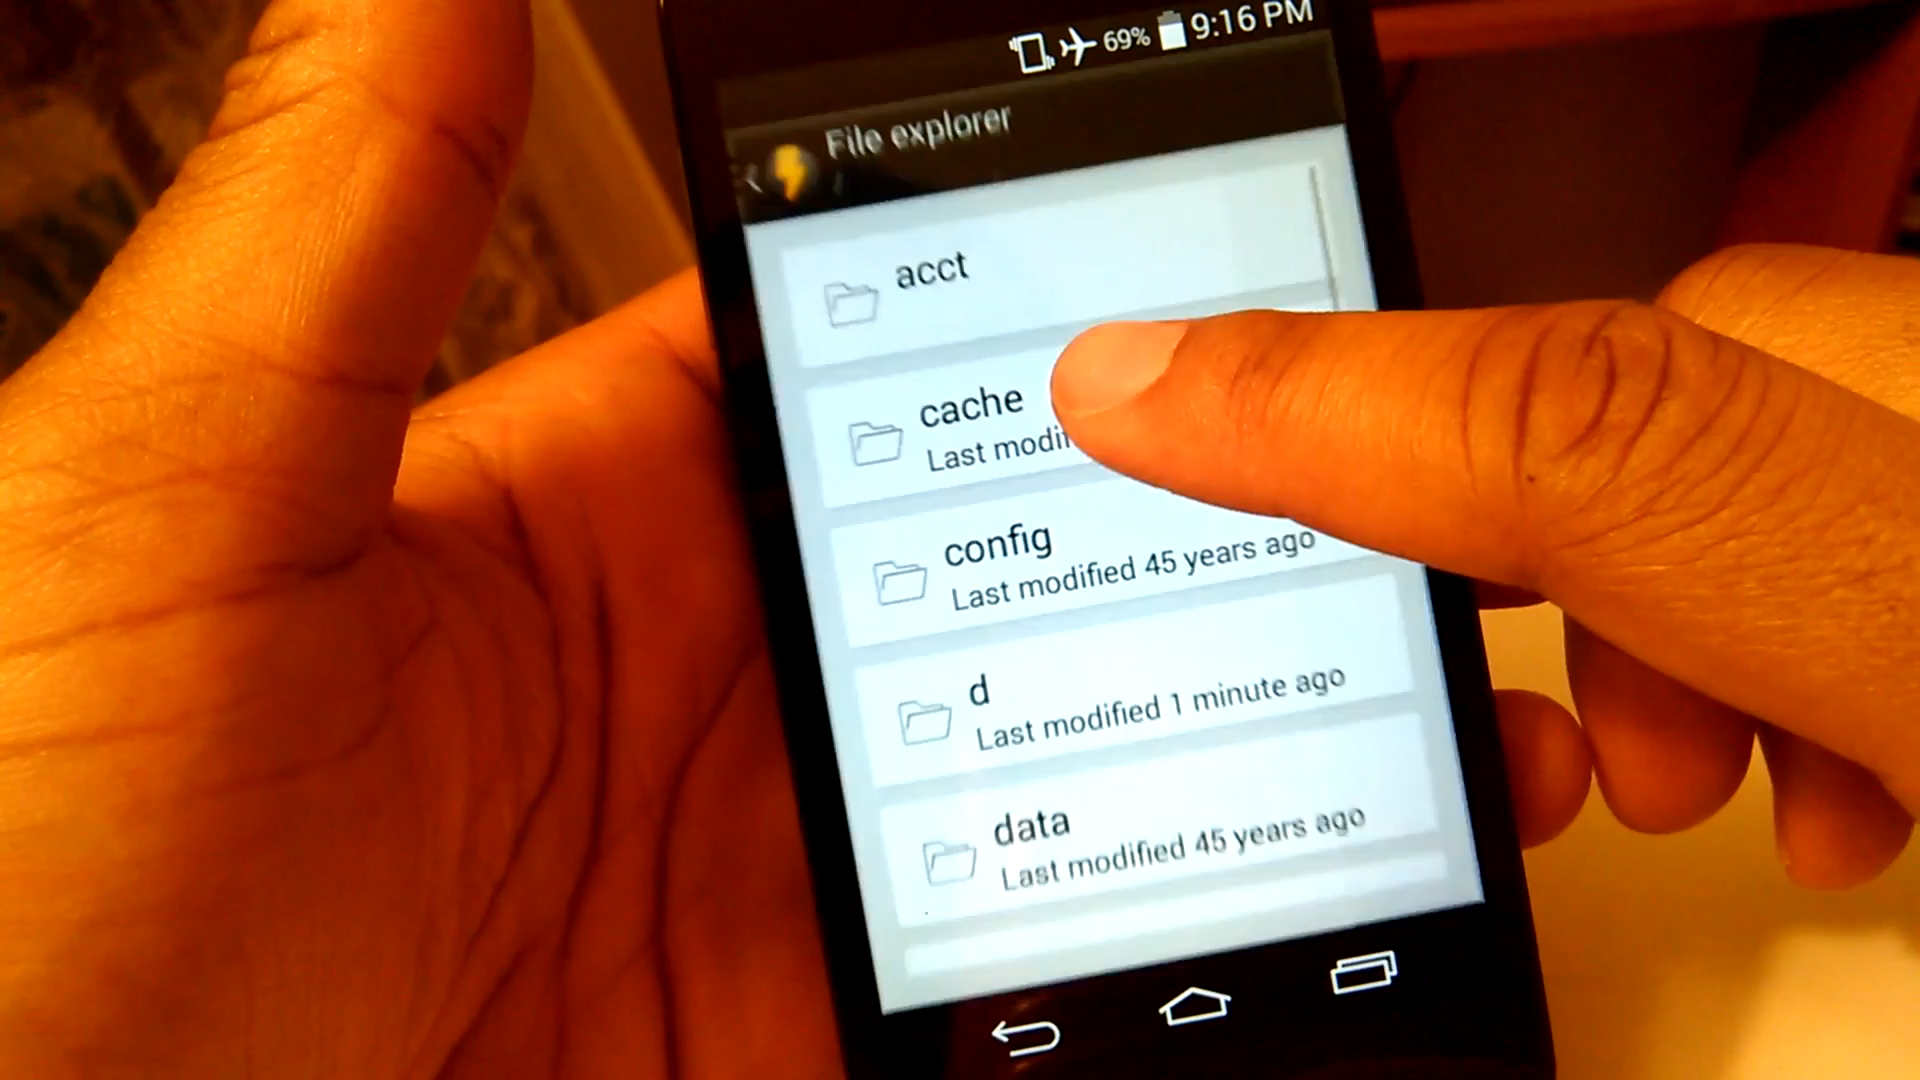 69% 9:16 PM
File explorer
/
acct
cache
Last modif
config
Last modified 45 years ago
d
Last modified 1 minute ago
data
Last modified 45 years ago